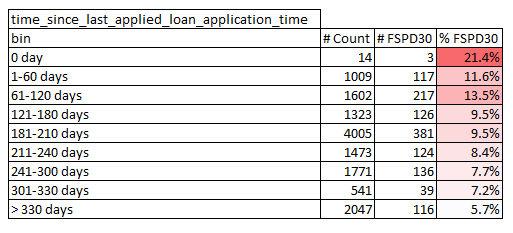 time_since_last_applied_loan_application_time
bin # Count # FSPD30 % FSPD30
0 day 14 3 21.4%
1-60 days 1009 117 11.6%
61-120 days 1602 217 13.5%
121-180 days 1323 126 9.5%
181-210 days 4005 381 9.5%
211-240 days 1473 124 8.4%
241-300 days 1771 136 7.7%
301-330 days 541 39 7.2%
> 330 days 2047 116 5.7%